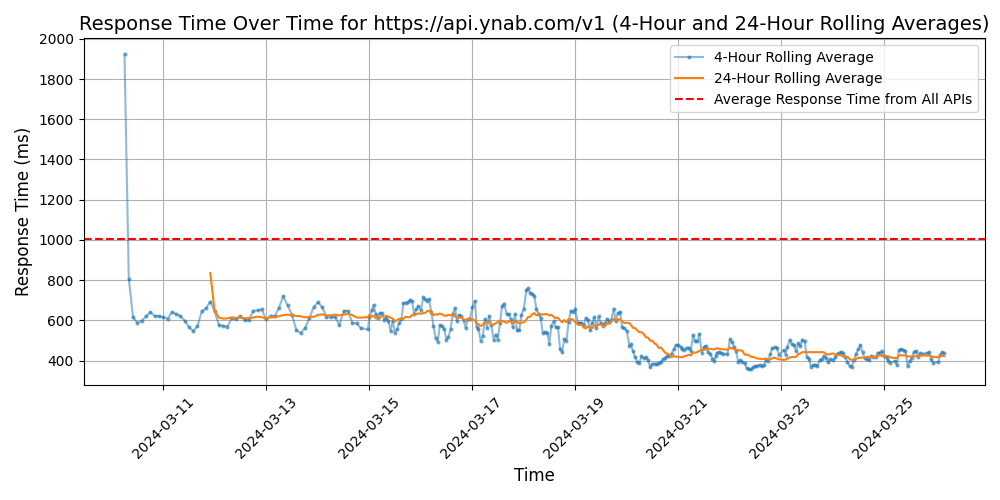 Response Time Over Time for https://api.ynab.com/v1 (4-Hour and 24-Hour Rolling Averages)
4-Hour Rolling Average
24-Hour Rolling Average
Average Response Time from All APIs
Response Time (ms)
2000
1800
1600
1400
1200
1000
800
600
400
2024-03-11
2024-03-13
2024-03-15
2024-03-17
2024-03-19
2024-03-21
2024-03-23
2024-03-25
Time